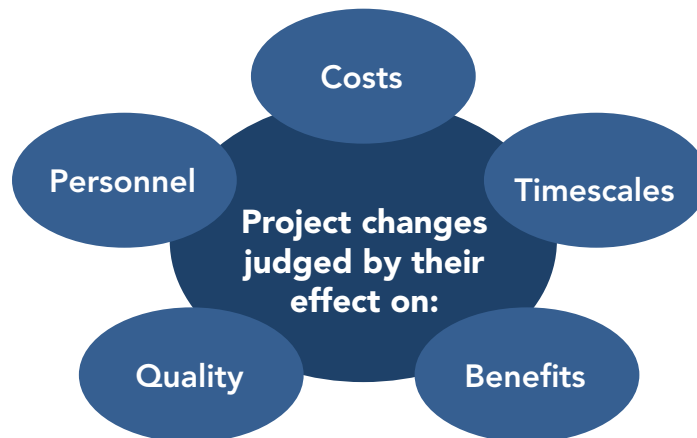 Costs
Personnel
Timescales
Project changes
judged by their
effect on:
Quality
Benefits